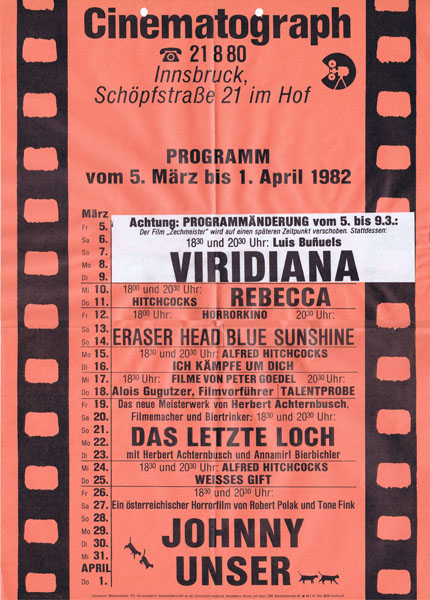 Cinematograph
☎ 21 8 80
Innsbruck,
Schöpfstraße 21 im Hof
PROGRAMM
vom 5. März bis 1. April 1982
März
Fr 5.
Sa 6.
So 7.
Mo 8.
Di 9.
Achtung: PROGRAMMÄNDERUNG vom 5. bis 9.3.:
Der Film „Zechmeister" wird auf einen späteren Zeitpunkt verschoben. Stattdessen:
18³⁰ und 20³⁰ Uhr: Luis Buñuels
VIRIDIANA
Mi 10.
Do 11.
18⁰⁰ und 20³⁰ Uhr:
HITCHCOCKS REBECCA
Fr 12.
Sa 13.
So 14.
18⁰⁰ Uhr: HORRORKINO 20³⁰ Uhr:
ERASER HEAD BLUE SUNSHINE
Mo 15.
Di 16.
18³⁰ und 20³⁰ Uhr: ALFRED HITCHCOCKS
ICH KÄMPFE UM DICH
Mi 17.
Do 18.
18³⁰ Uhr: FILME VON PETER GOEDEL 20³⁰ Uhr:
Alois Gugutzer, Filmvorführer TALENTPROBE
Fr 19.
Sa 20.
So 21.
Mo 22.
Di 23.
Das neue Meisterwerk von Herbert Achternbusch,
Filmemacher und Biertrinker: 18³⁰ und 20³⁰ Uhr:
DAS LETZTE LOCH
mit Herbert Achternbusch und Annamirl Bierbichler
Mi 24.
Do 25.
18³⁰ und 20³⁰ Uhr: ALFRED HITCHCOCKS
WEISSES GIFT
Fr 26.
Sa 27.
So 28.
Mo 29.
Di 30.
Mi 31.
APRIL
Do 1.
18³⁰ und 20³⁰ Uhr:
Ein österreichischer Horrorfilm von Robert Polak und Tone Fink
JOHNNY
UNSER